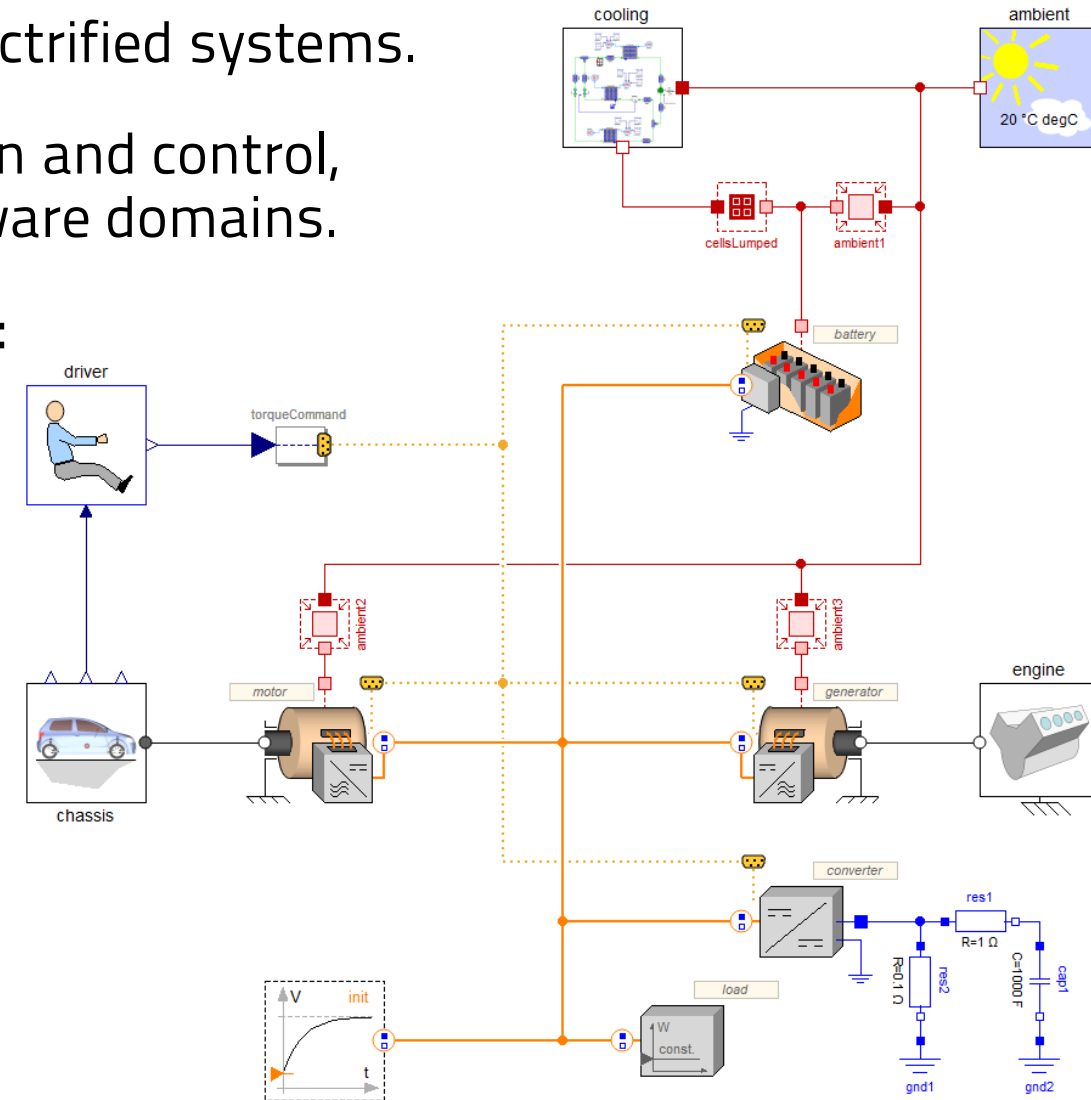 ctrified systems.
n and control,
ware domains.
:
cooling
ambient
20 °C degC
cellsLumped
ambient1
battery
driver
torqueCommand
ambient2
ambient3
motor
generator
engine
chassis
converter
res1
R=1 Ω
R=0.1 Ω
res2
C=1000 F
cap1
load
V
init
t
W
const.
gnd1
gnd2